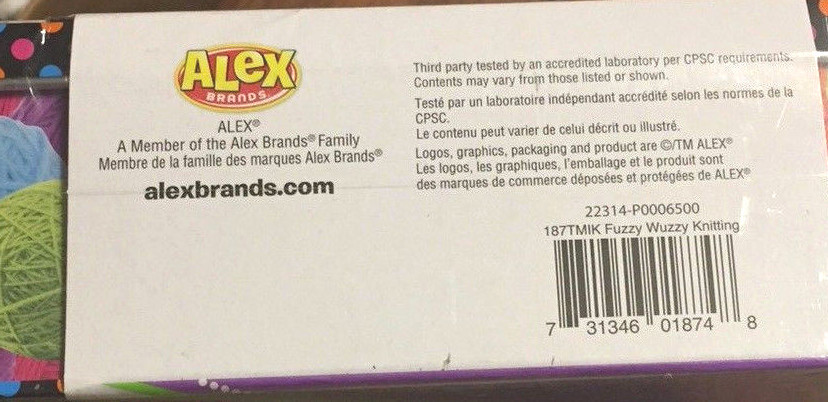 ALEX
BRANDS
ALEX®
A Member of the Alex Brands® Family
Membre de la famille des marques Alex Brands®
alexbrands.com
Third party tested by an accredited laboratory per CPSC requirements.
Contents may vary from those listed or shown.
Testé par un laboratoire indépendant accrédité selon les normes de la
CPSC.
Le contenu peut varier de celui décrit ou illustré.
Logos, graphics, packaging and product are ©/TM ALEX®
Les logos, les graphiques, l'emballage et le produit sont
des marques de commerce déposées et protégées de ALEX®
22314-P0006500
187TMIK Fuzzy Wuzzy Knitting
7 31346 01874 8